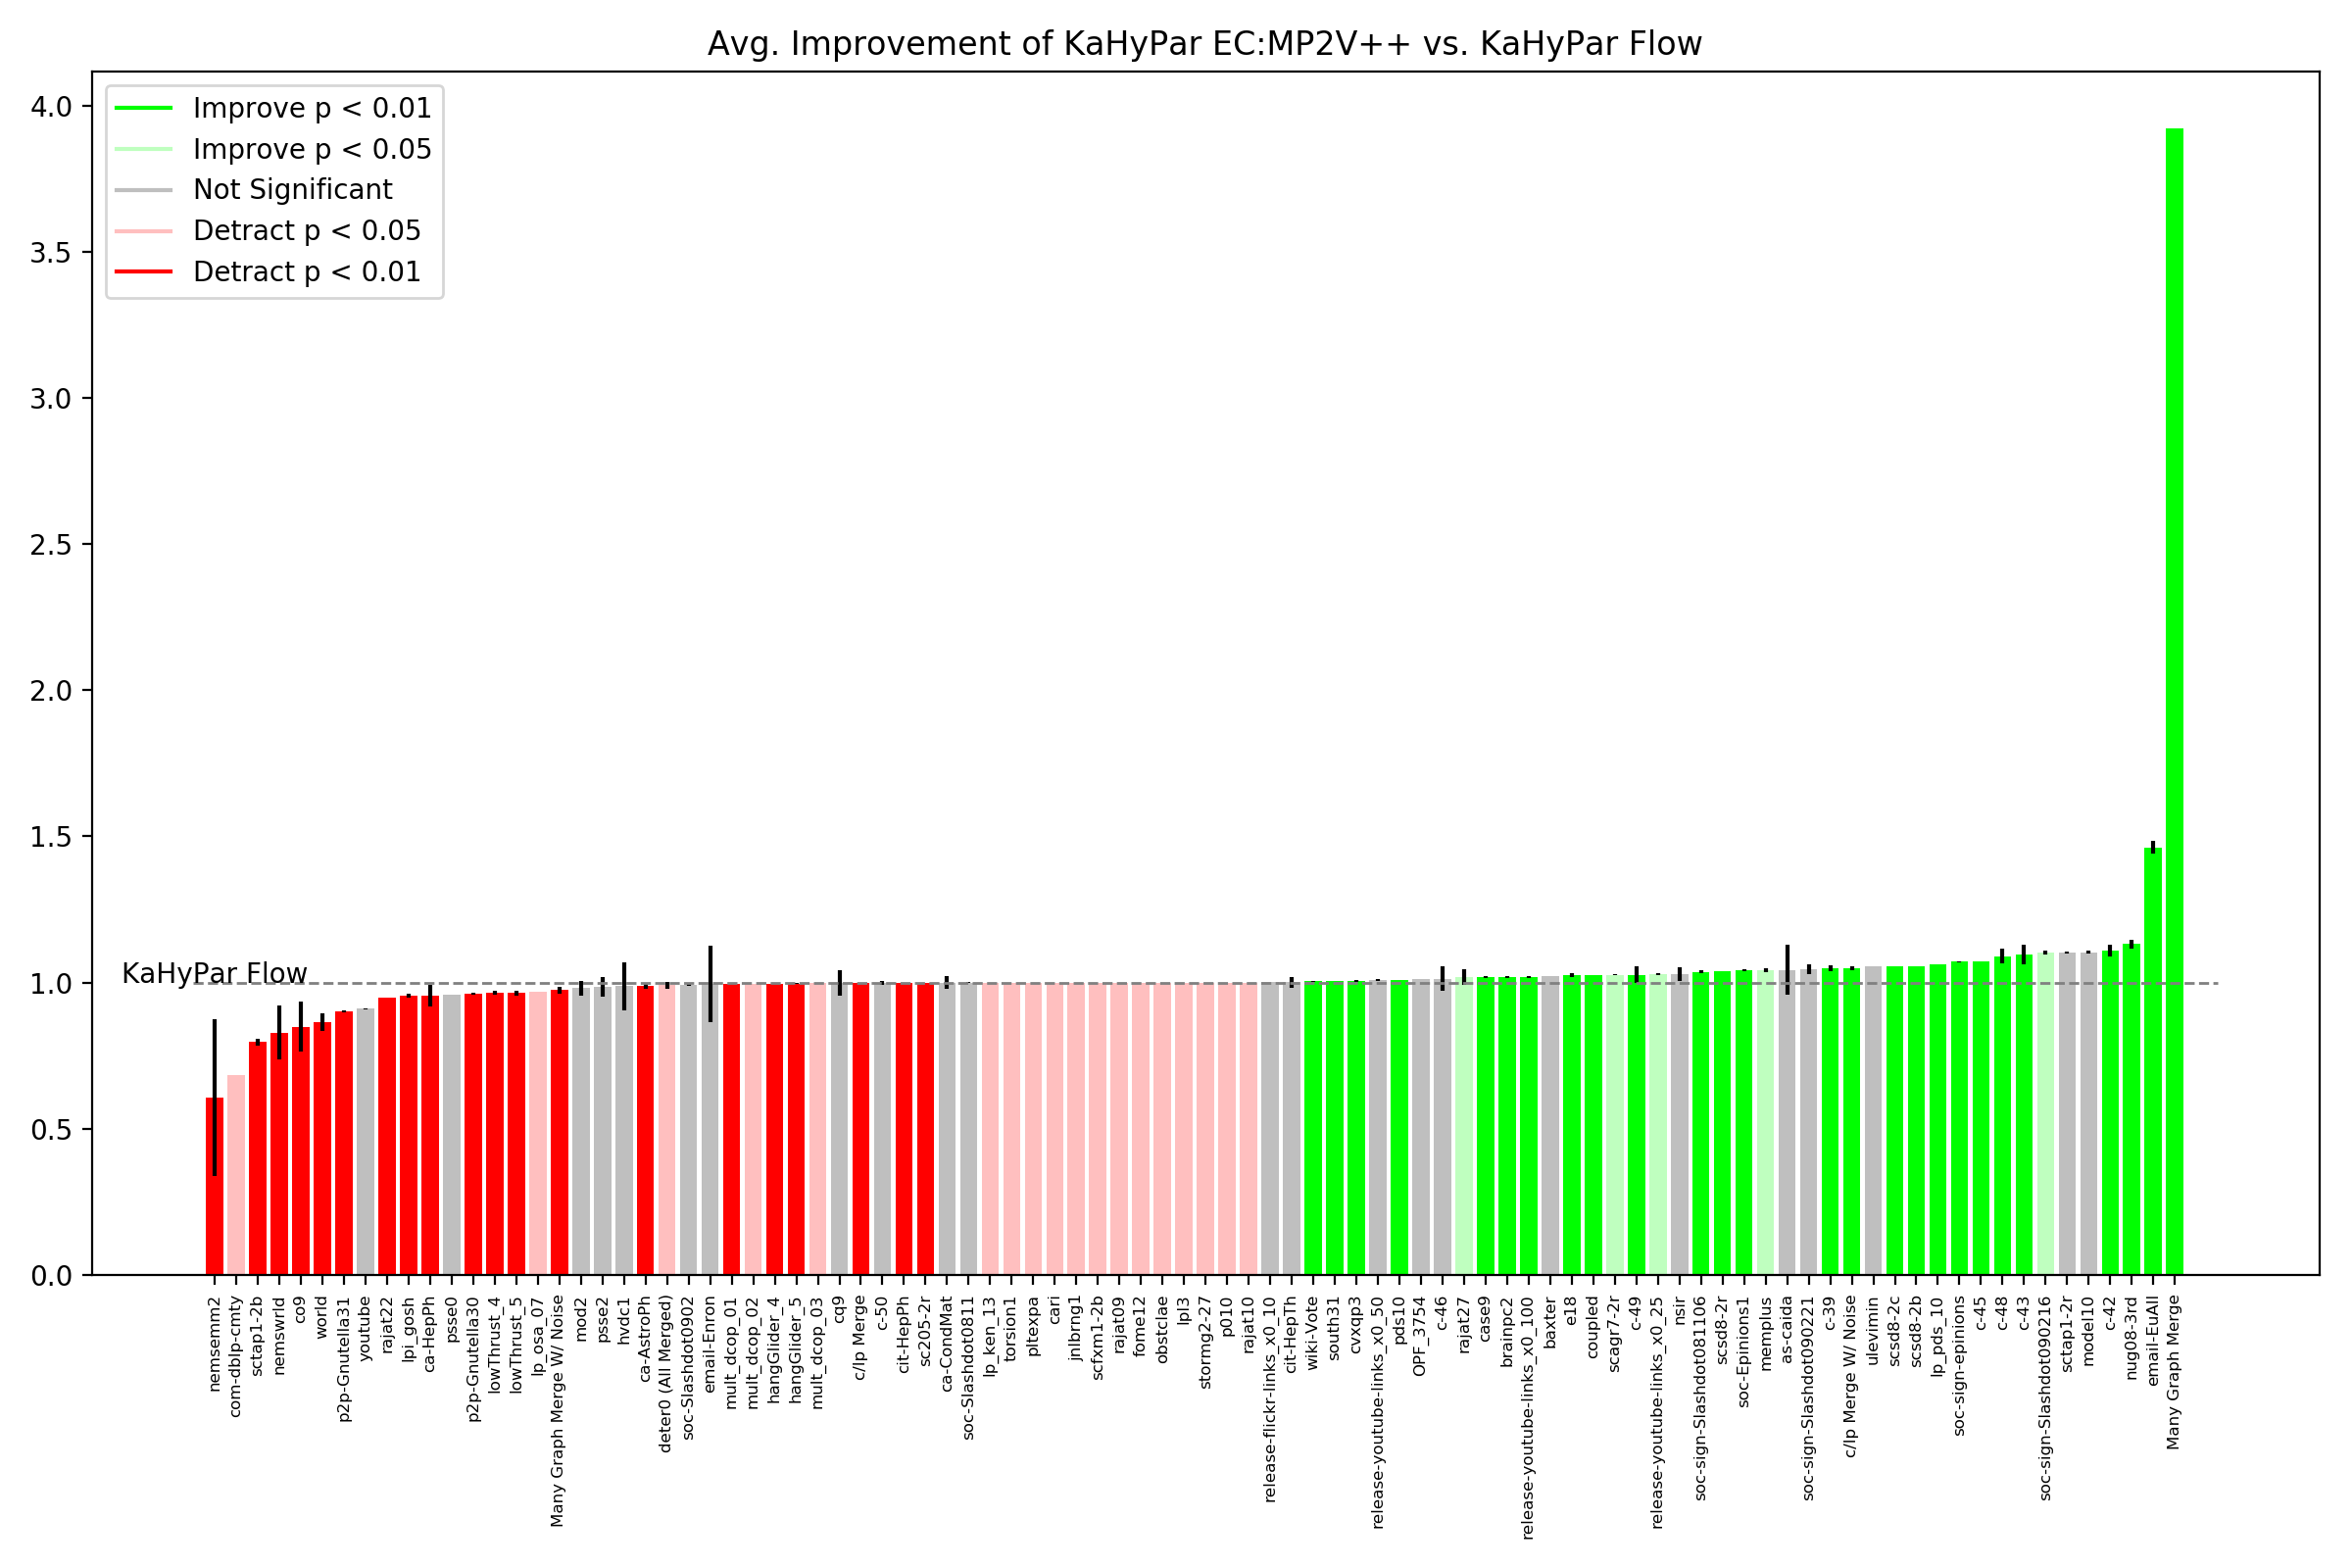 Avg. Improvement of KaHyPar EC:MP2V++ vs. KaHyPar Flow
4.0
3.5
3.0
2.5
2.0
1.5
1.0
0.5
0.0
Improve p < 0.01
Improve p < 0.05
Not Significant
Detract p < 0.05
Detract p < 0.01
KaHyPar Flow
nemsemm2
com-dblp-cmty
sctap1-2b
nemswrld
co9
world
p2p-Gnutella31
youtube
rajat22
lpi_gosh
ca-HepPh
psse0
p2p-Gnutella30
lowThrust_4
lowThrust_5
lp_osa_07
Many Graph Merge W/ Noise
mod2
psse2
hvdc1
ca-AstroPh
deter0 (All Merged)
soc-Slashdot0902
email-Enron
mult_dcop_01
mult_dcop_02
hangGlider_4
hangGlider_5
mult_dcop_03
cq9
c/lp Merge
c-50
cit-HepPh
sc205-2r
ca-CondMat
soc-Slashdot0811
lp_ken_13
torsion1
pltexpa
cari
jnlbrng1
scfxm1-2b
rajat09
fome12
obstclae
lpl3
stormg2-27
p010
rajat10
release-flickr-links_x0_10
cit-HepTh
wiki-Vote
south31
cvxqp3
release-youtube-links_x0_50
pds10
OPF_3754
c-46
rajat27
case9
brainpc2
release-youtube-links_x0_100
baxter
e18
coupled
scagr7-2r
c-49
release-youtube-links_x0_25
nsir
soc-sign-Slashdot081106
scsd8-2r
soc-Epinions1
memplus
as-caida
soc-sign-Slashdot090221
c-39
c/lp Merge W/ Noise
ulevimin
scsd8-2c
scsd8-2b
lp_pds_10
soc-sign-epinions
c-45
c-48
c-43
soc-sign-Slashdot090216
sctap1-2r
model10
c-42
nug08-3rd
email-EuAll
Many Graph Merge